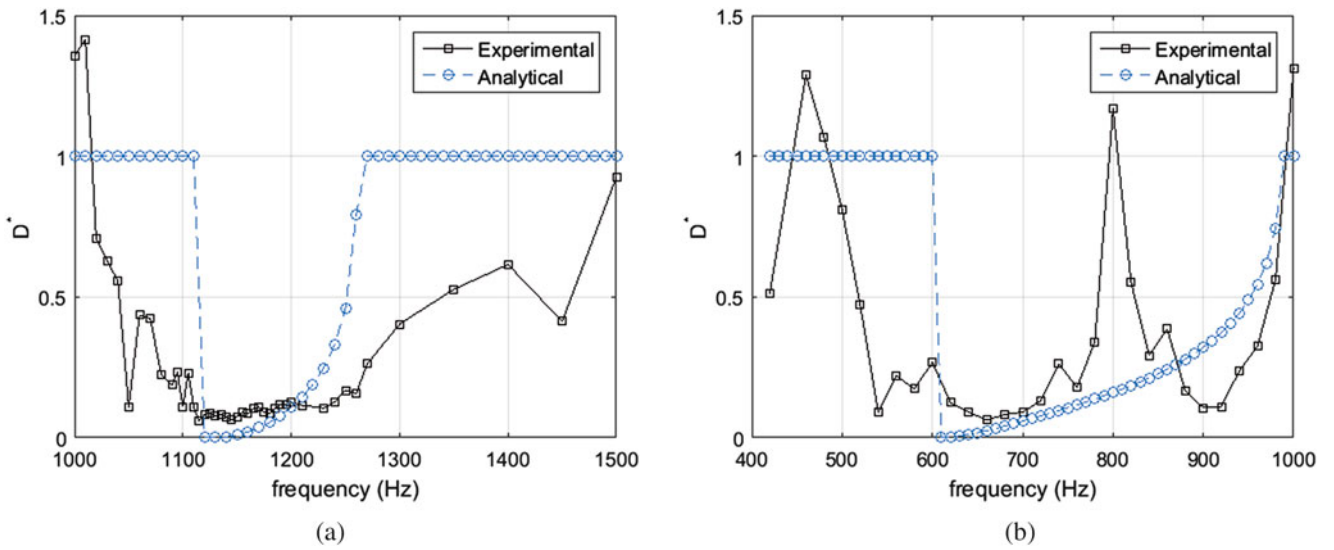 1.5
1
0.5
0
D*
1000
1100
1200
1300
1400
1500
frequency (Hz)
Experimental
Analytical
(a)
1.5
1
0.5
0
D*
400
500
600
700
800
900
1000
frequency (Hz)
Experimental
Analytical
(b)